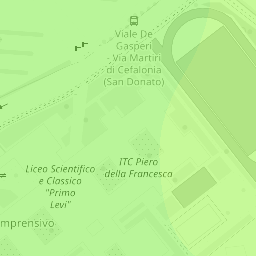 Viale De
Gasperi
Via Martiri
di Cefalonia
(San Donato)
ITC Piero
della Francesca
Liceo Scientifico
e Classico
"Primo
Levi"
mprensivo